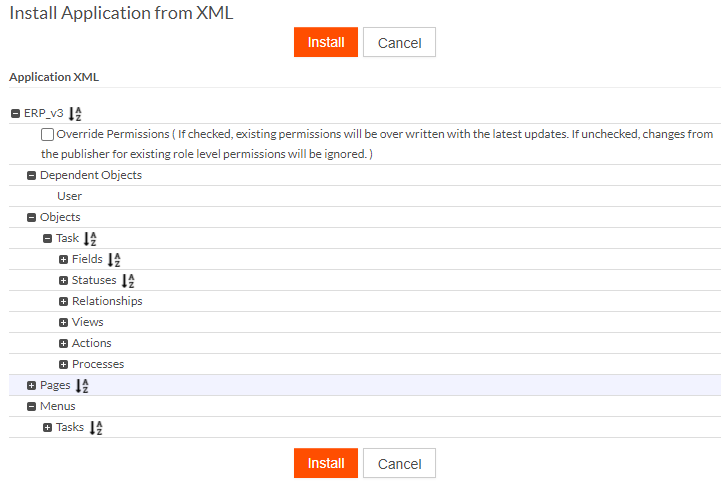 Install Application from XML
Install Cancel
Application XML
ERP_v3
Override Permissions ( If checked, existing permissions will be over written with the latest updates. If unchecked, changes from
the publisher for existing role level permissions will be ignored. )
Dependent Objects
User
Objects
Task
Fields
Statuses
Relationships
Views
Actions
Processes
Pages
Menus
Tasks
Install Cancel